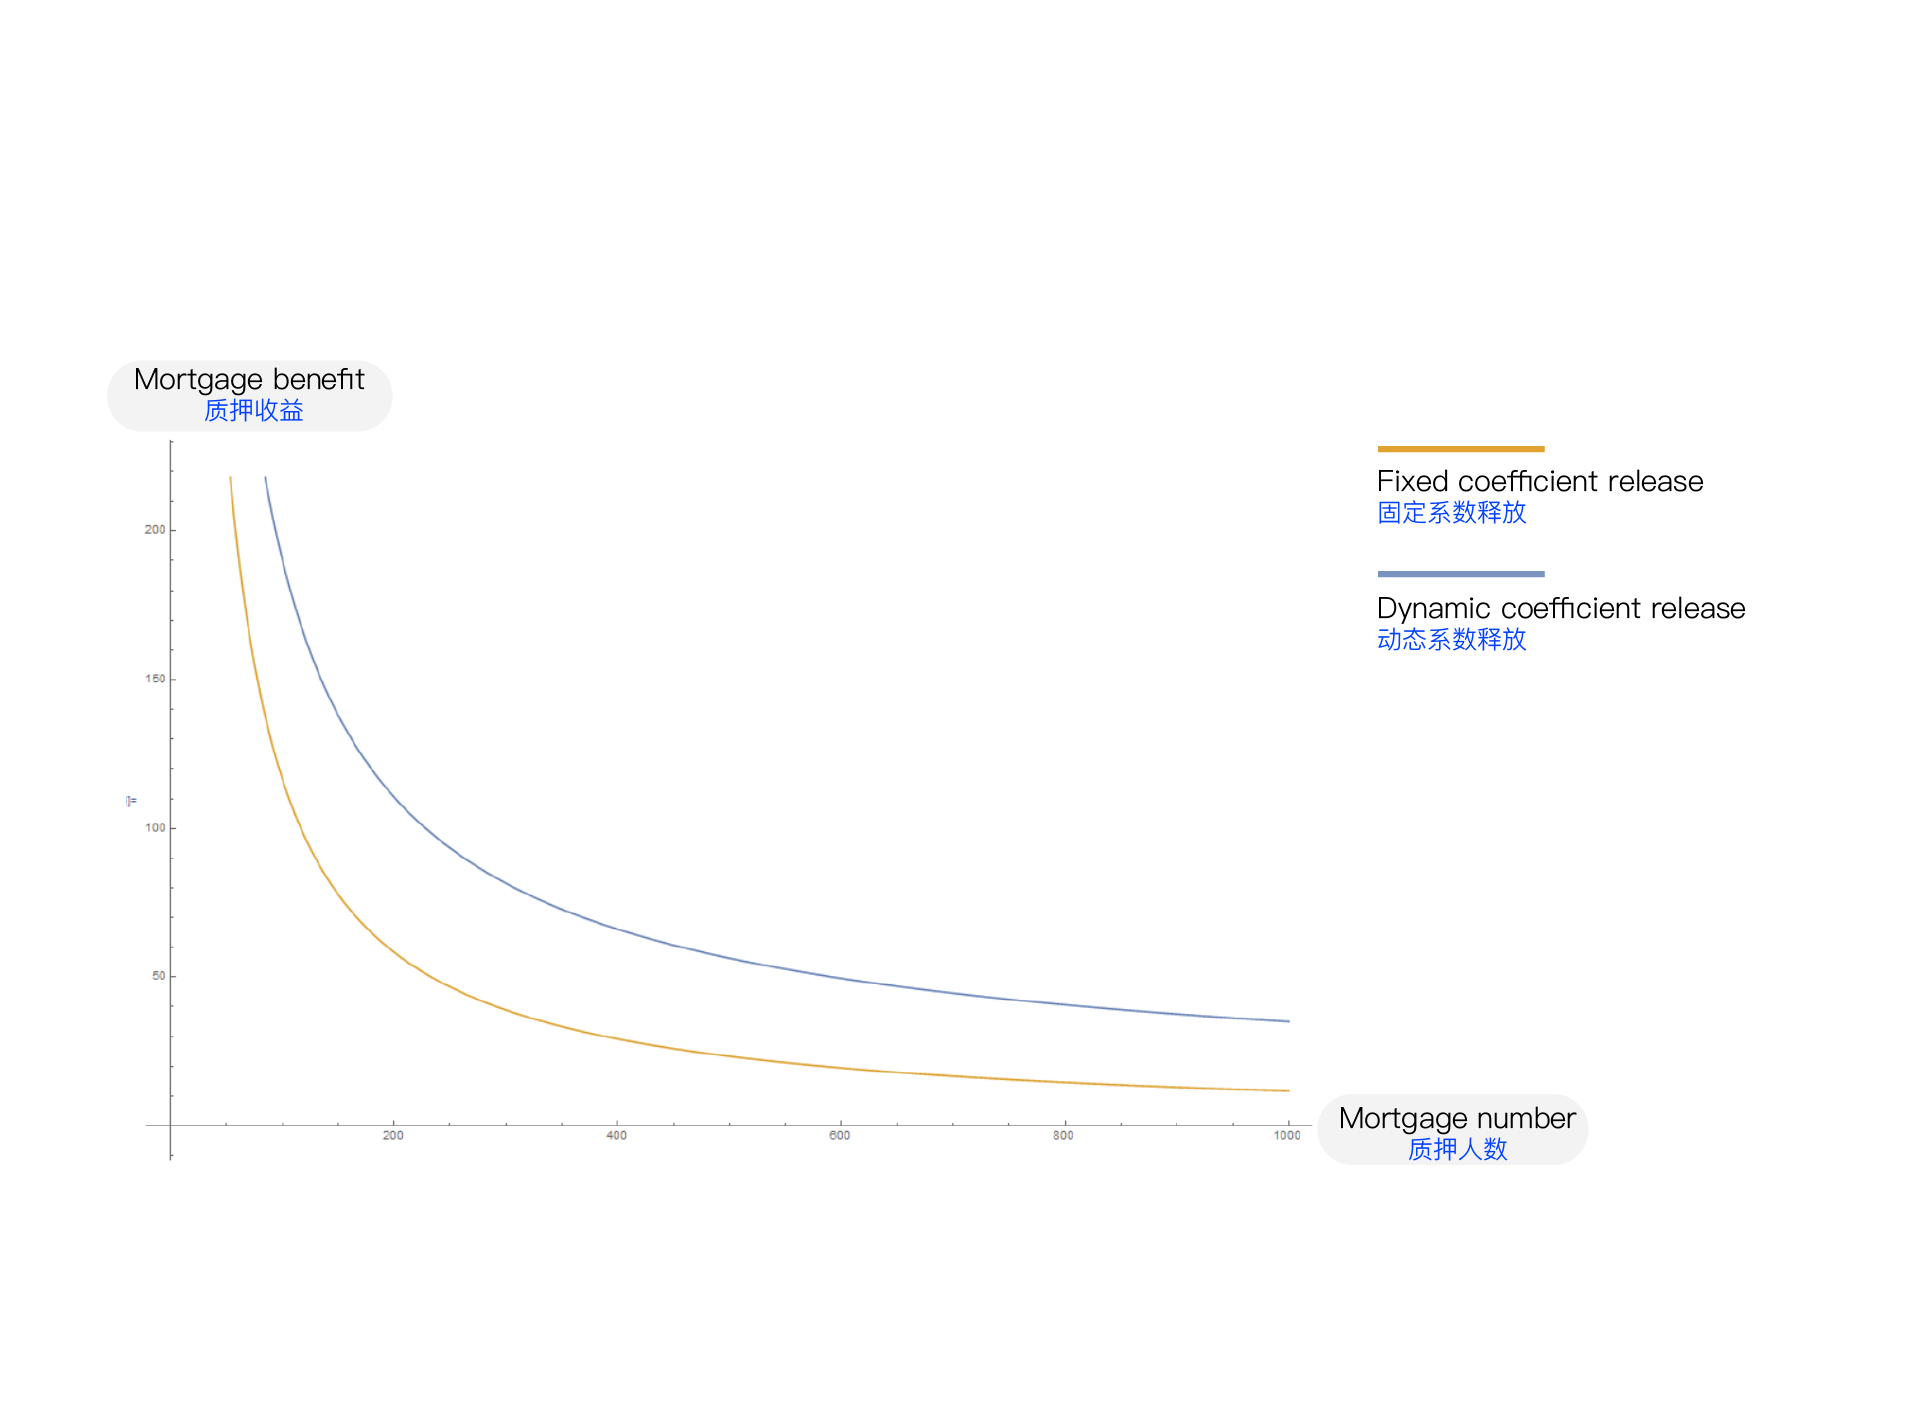 Mortgage benefit
质押收益
Fixed coefficient release
固定系数释放
Dynamic coefficient release
动态系数释放
200
150
100
50
200
400
600
800
1000
Mortgage number
质押人数